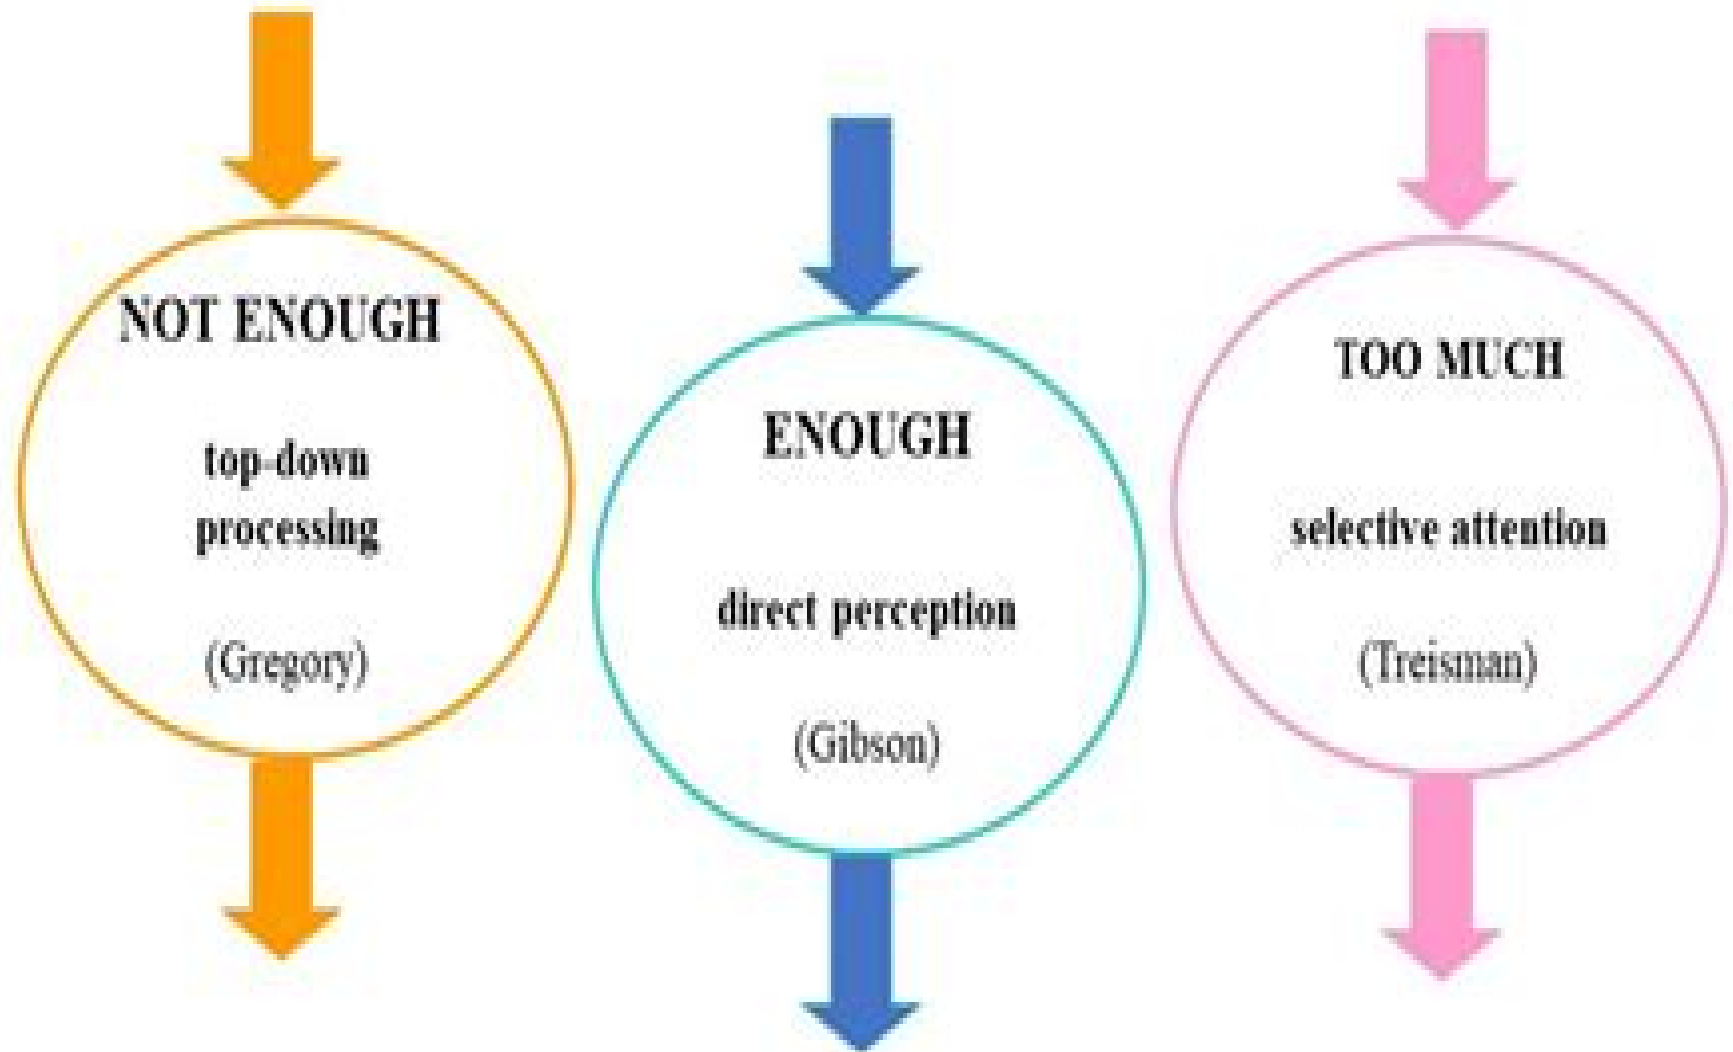 NOT ENOUGH
top-down
processing
(Gregory)
ENOUGH
direct perception
(Gibson)
TOO MUCH
selective attention
(Treisman)